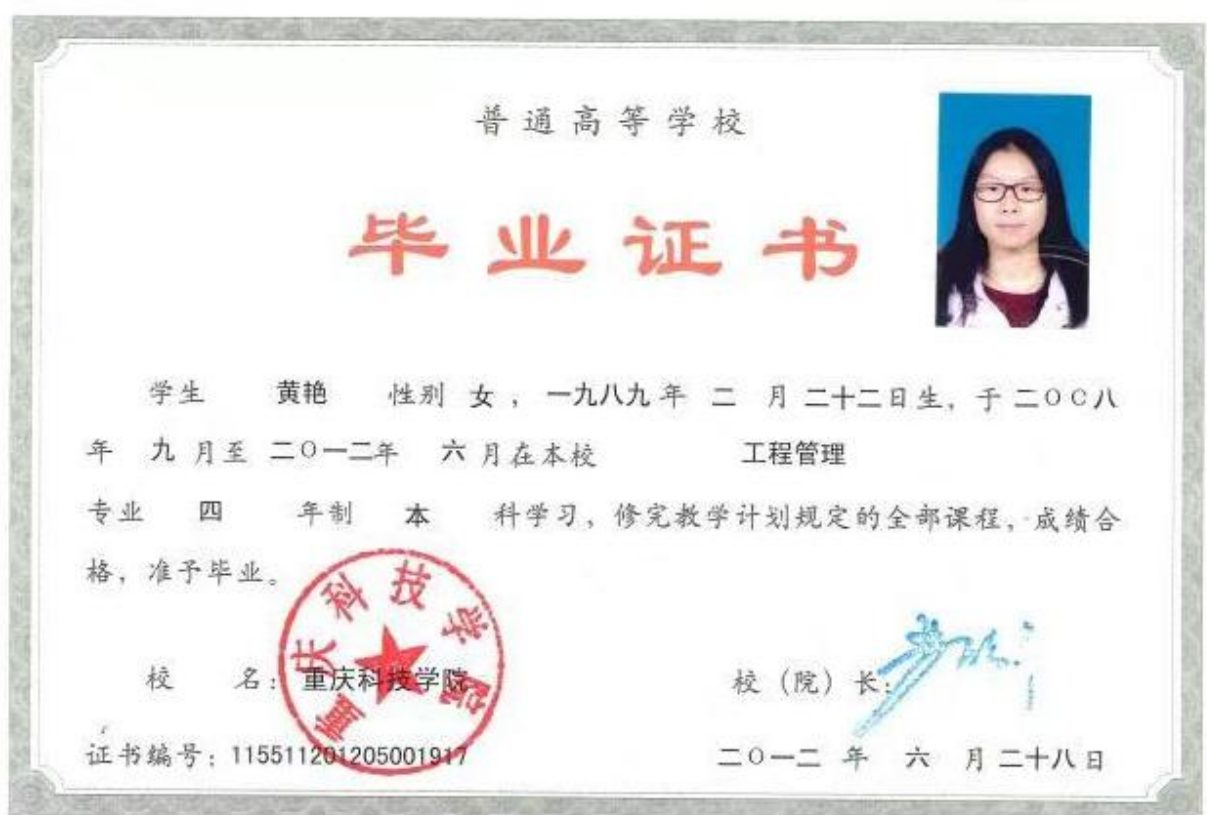 普通高等学校
毕业证书
学生 黄艳 性别 女，一九八九年 二 月 二十二日生，于 二〇〇八
年 九 月至 二〇一二年 六 月在本校 工程管理
专业 四 年制 本 科学习，修完教学计划规定的全部课程，成绩合
格，准予毕业。
重庆科技学院
校 名：重庆科技学院 校（院）长：
证书编号：115511201205001917 二〇一二 年 六 月 二十八日